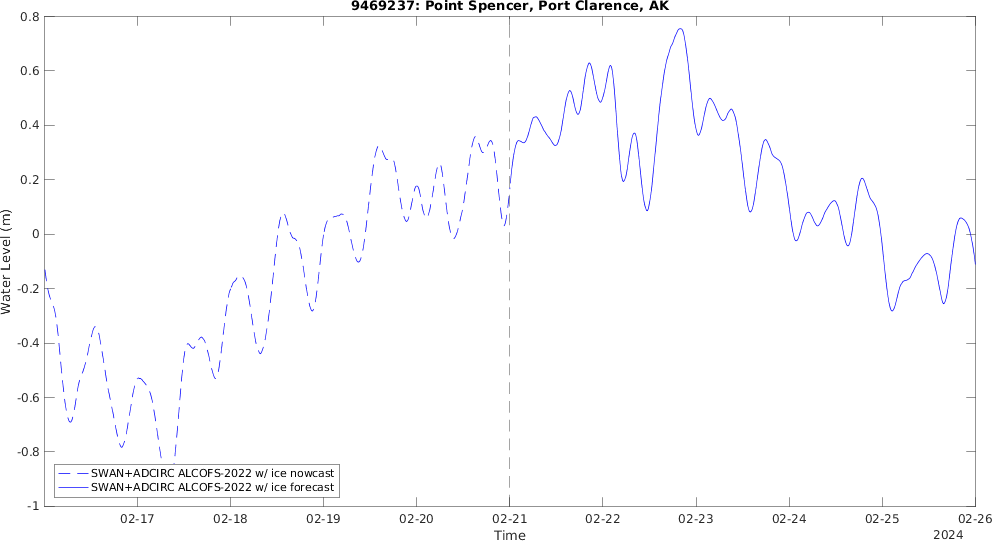 9469237: Point Spencer, Port Clarence, AK
Water Level (m)
0.8
0.6
0.4
0.2
0
-0.2
-0.4
-0.6
-0.8
-1
SWAN+ADCIRC ALCOFS-2022 w/ ice nowcast
SWAN+ADCIRC ALCOFS-2022 w/ ice forecast
02-17 02-18 02-19 02-20 02-21 02-22 02-23 02-24 02-25 02-26
Time
2024